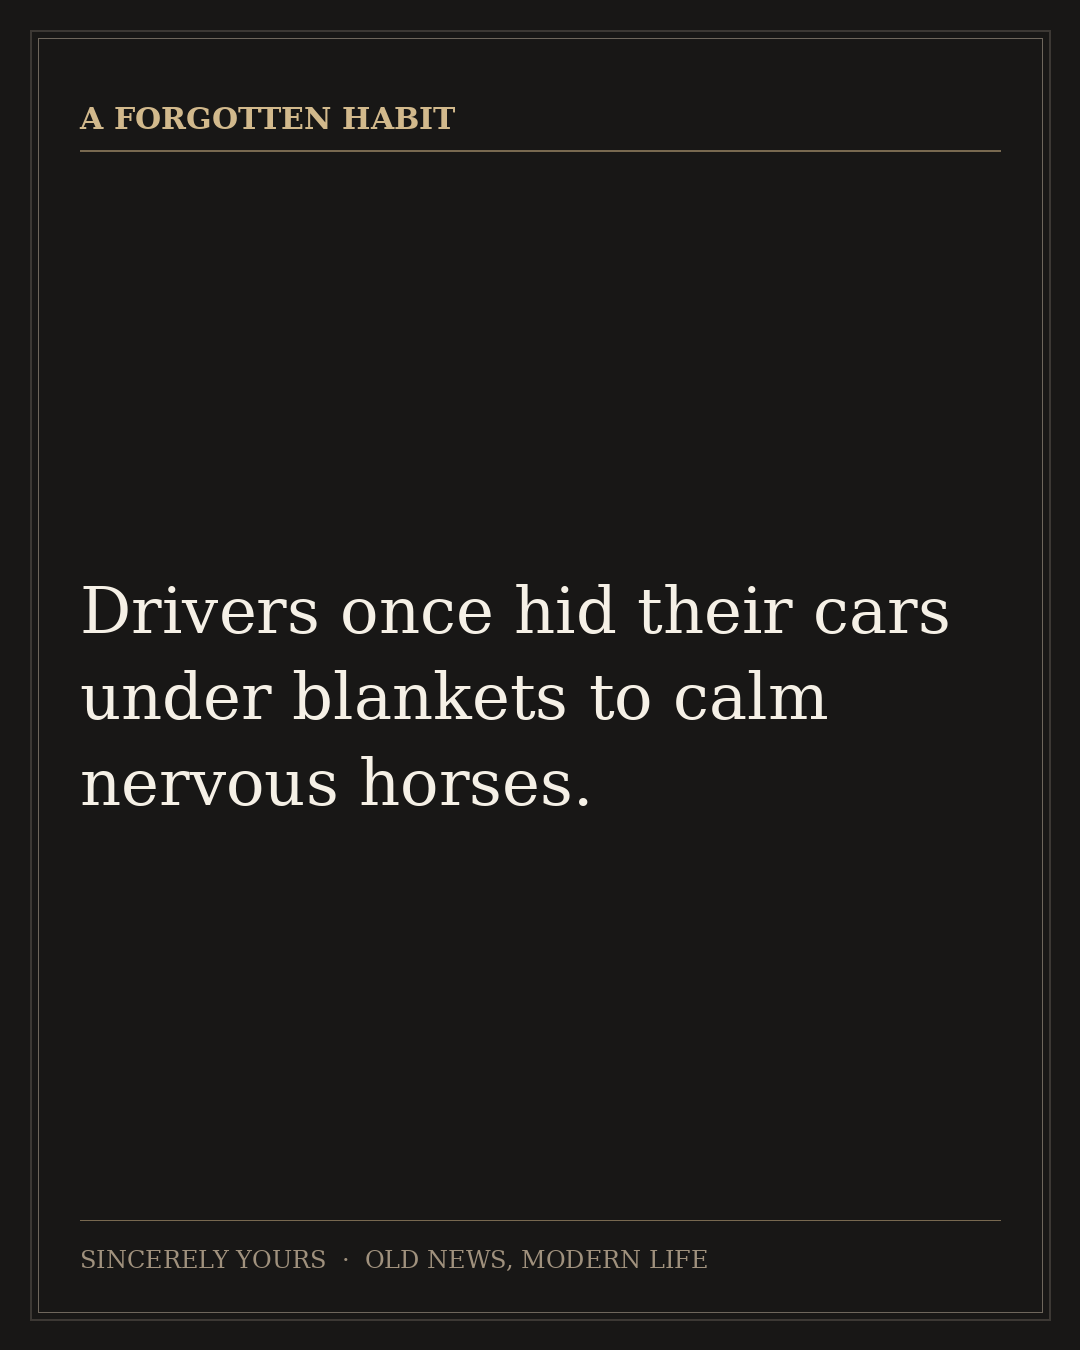 A FORGOTTEN HABIT
Drivers once hid their cars
under blankets to calm
nervous horses.
SINCERELY YOURS · OLD NEWS, MODERN LIFE